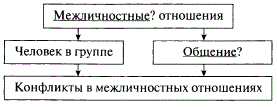 Межличностные? отношения
Человек в группе
Общение?
Конфликты в межличностных отношениях